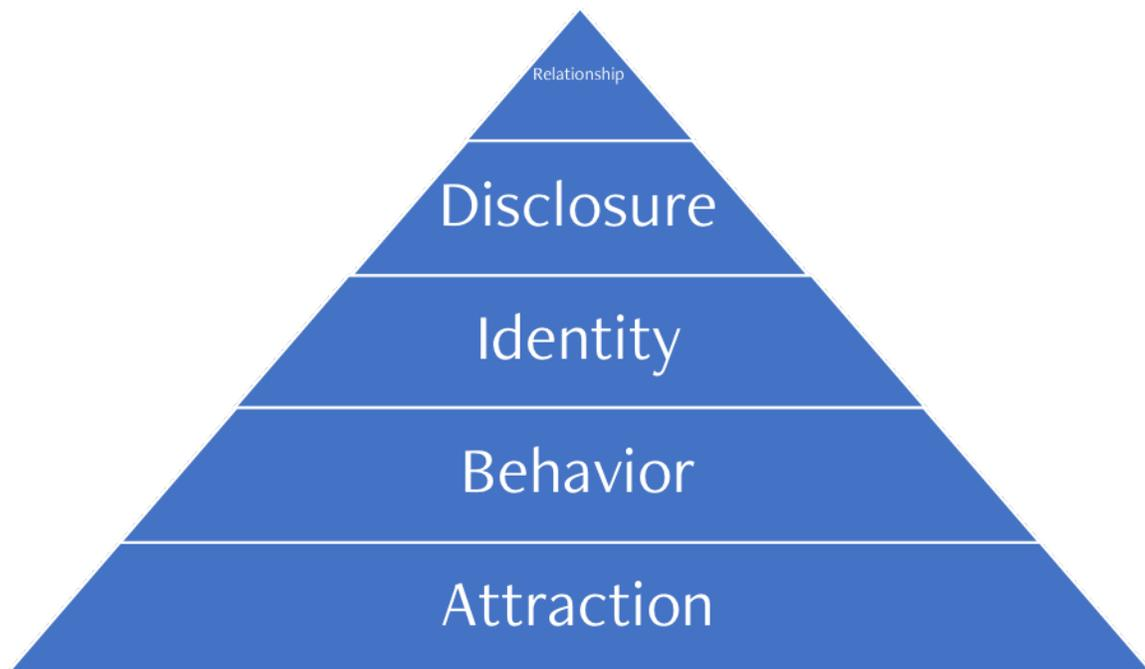 Relationship
Disclosure
Identity
Behavior
Attraction